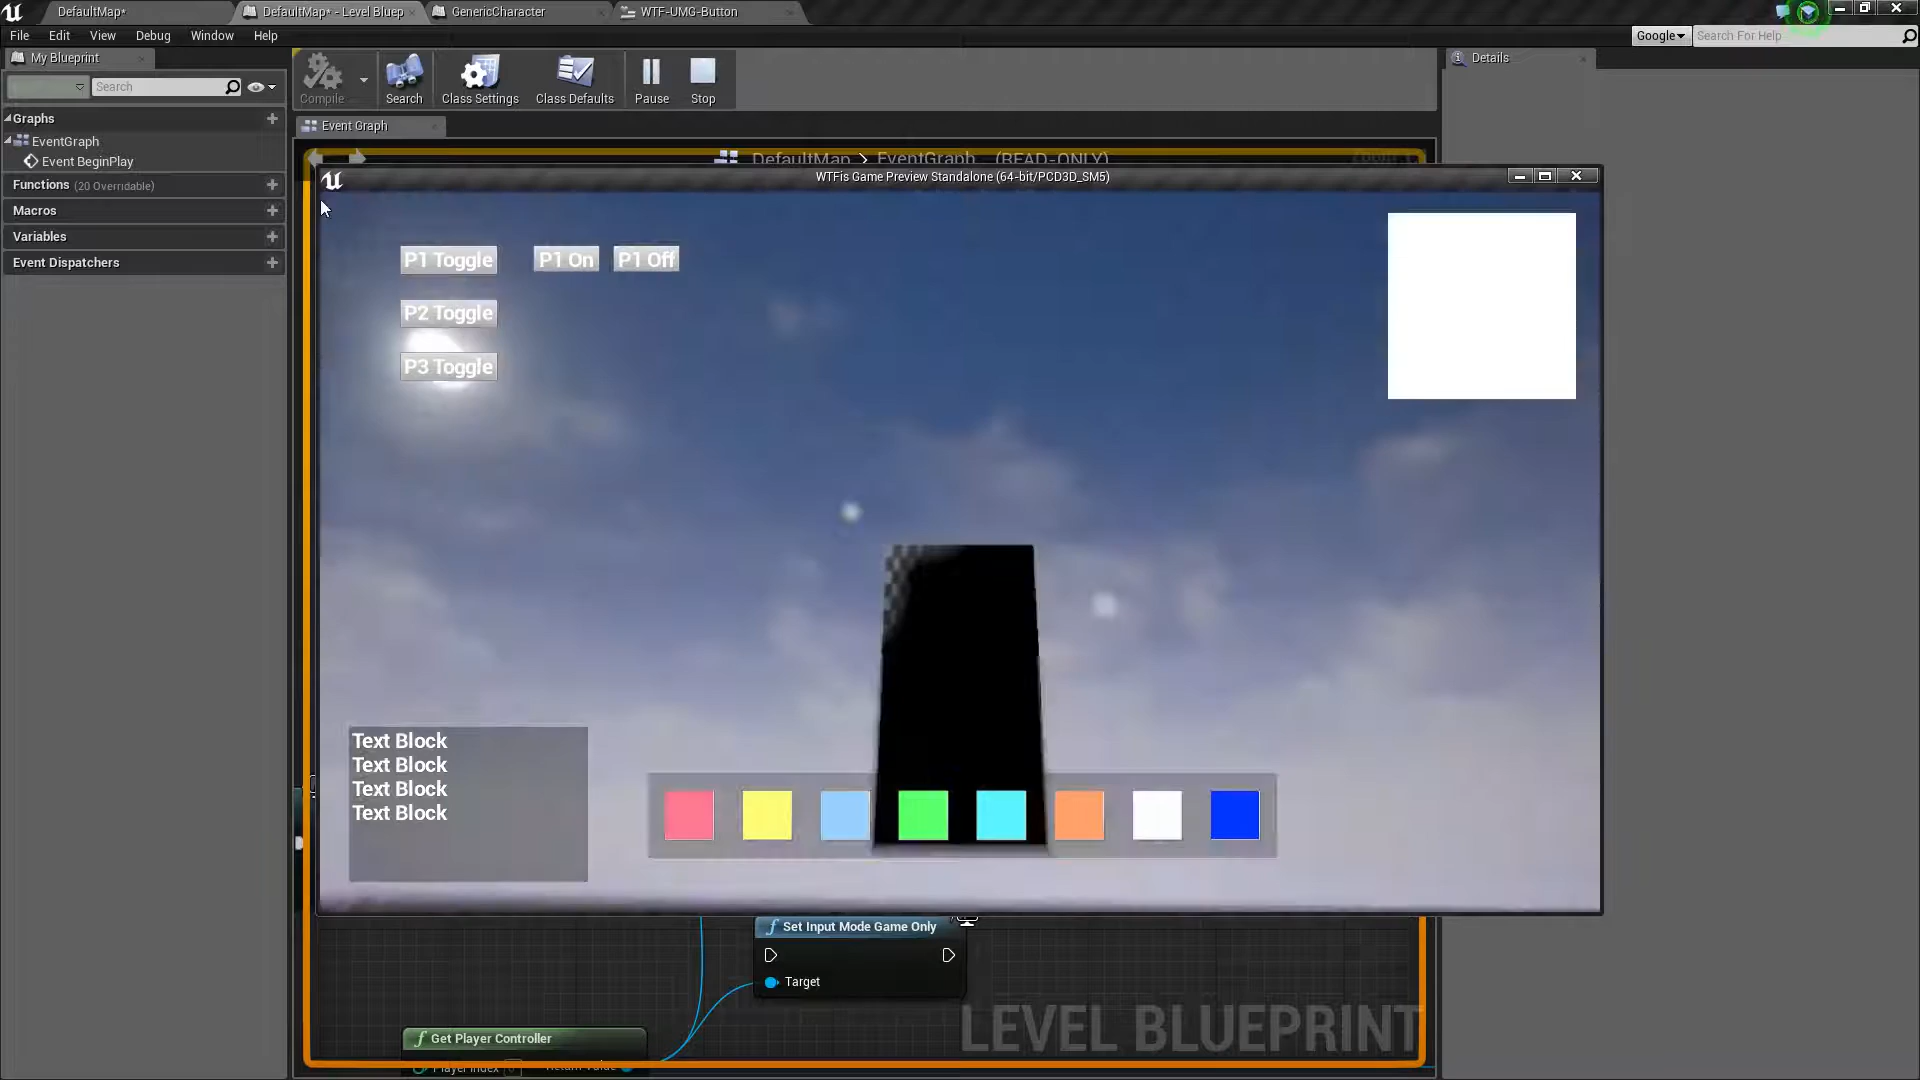 DefaultMap*
DefaultMap* - Level Bluep
GenericCharacter
WTF-UMG-Button
File
Edit
View
Debug
Window
Help
Google
Search For Help
My Blueprint
Details
Search
Compile
Search
Class Settings
Class Defaults
Pause
Stop
Graphs
Event Graph
EventGraph
Event BeginPlay
DefaultMap > EventGraph (READ-ONLY)
Functions (20 Overridable)
WTFis Game Preview Standalone (64-bit/PCD3D_SM5)
Macros
Variables
Event Dispatchers
P1 Toggle
P1 On
P1 Off
P2 Toggle
P3 Toggle
Text Block
Text Block
Text Block
Text Block
f Set Input Mode Game Only
Target
LEVEL BLUEPRINT
f Get Player Controller
Player Index
Return Value